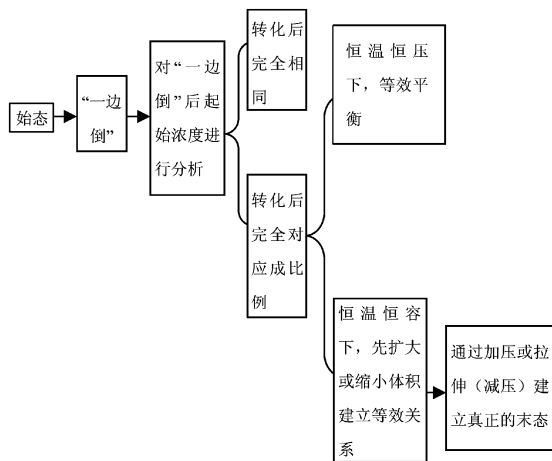 始态
“一边
倒”
对“一边
倒”后起
始浓度进
行分析
转化后
完全相
同
转化后
完全对
应成比
例
恒温恒压
下，等效平
衡
恒温恒容
下，先扩大
或缩小体积
建立等效关
系
通过加压或拉
伸（减压）建
立真正的末态